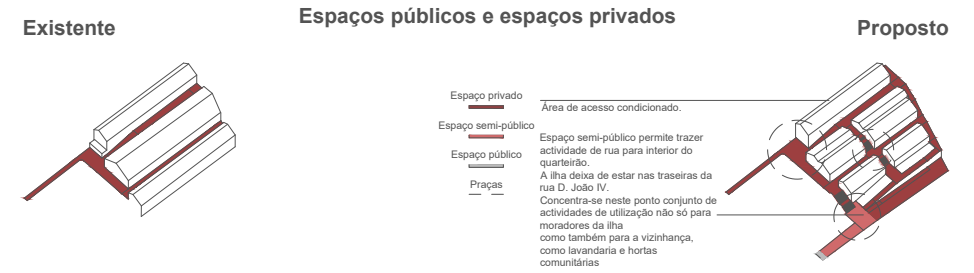 Espaços públicos e espaços privados
Existente
Proposto
Espaço privado
Área de acesso condicionado.
Espaço semi-público
Espaço semi-público permite trazer
actividade de rua para interior do
quarteirão.
A ilha deixa de estar nas traseiras da
rua D. João IV.
Concentra-se neste ponto conjunto de
actividades de utilização não só para
moradores da ilha
como também para a vizinhança,
como lavandaria e hortas
comunitárias
Espaço público
Praças